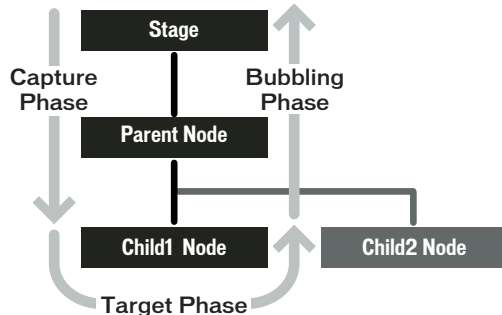 Stage
Capture
Phase
Bubbling
Phase
Parent Node
Child1 Node
Child2 Node
Target Phase